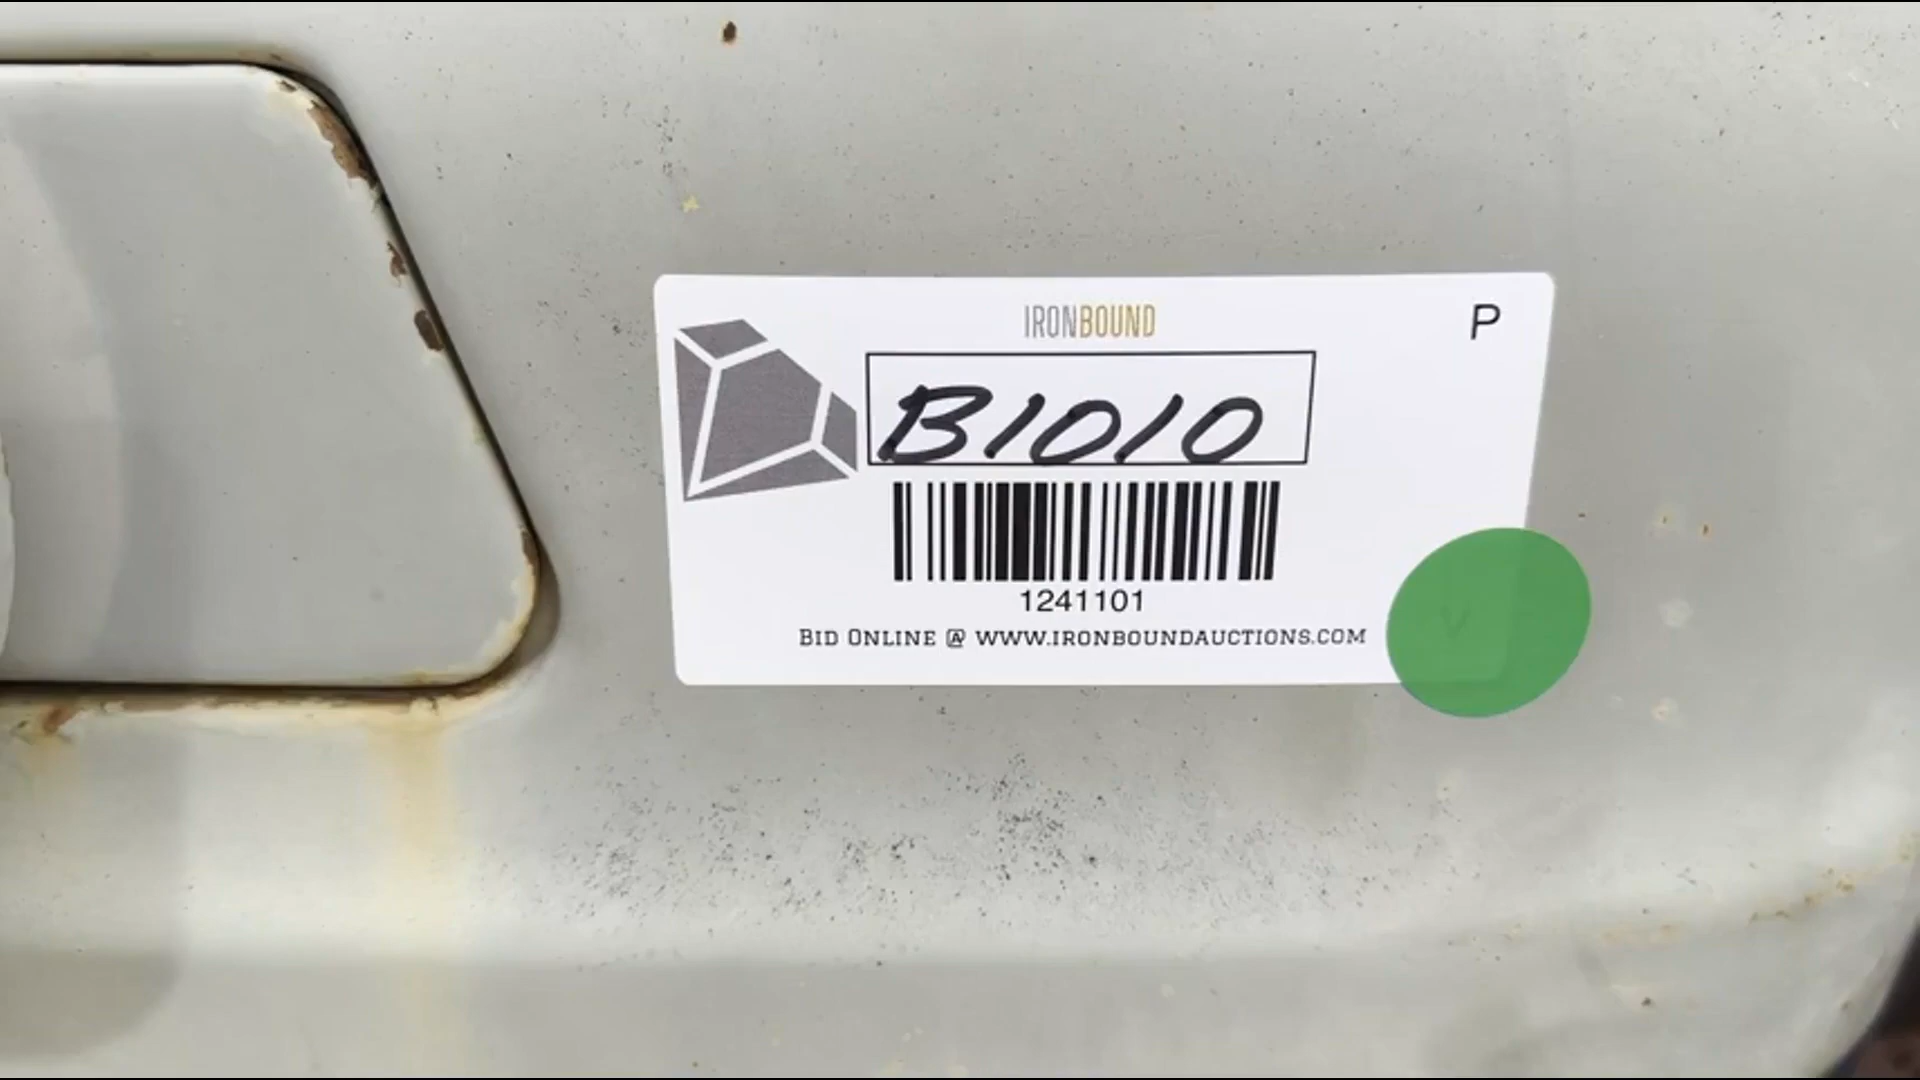 IRONBOUND
P
B1010
1241101
BID ONLINE @ WWW.IRONBOUNDAUCTIONS.COM
V